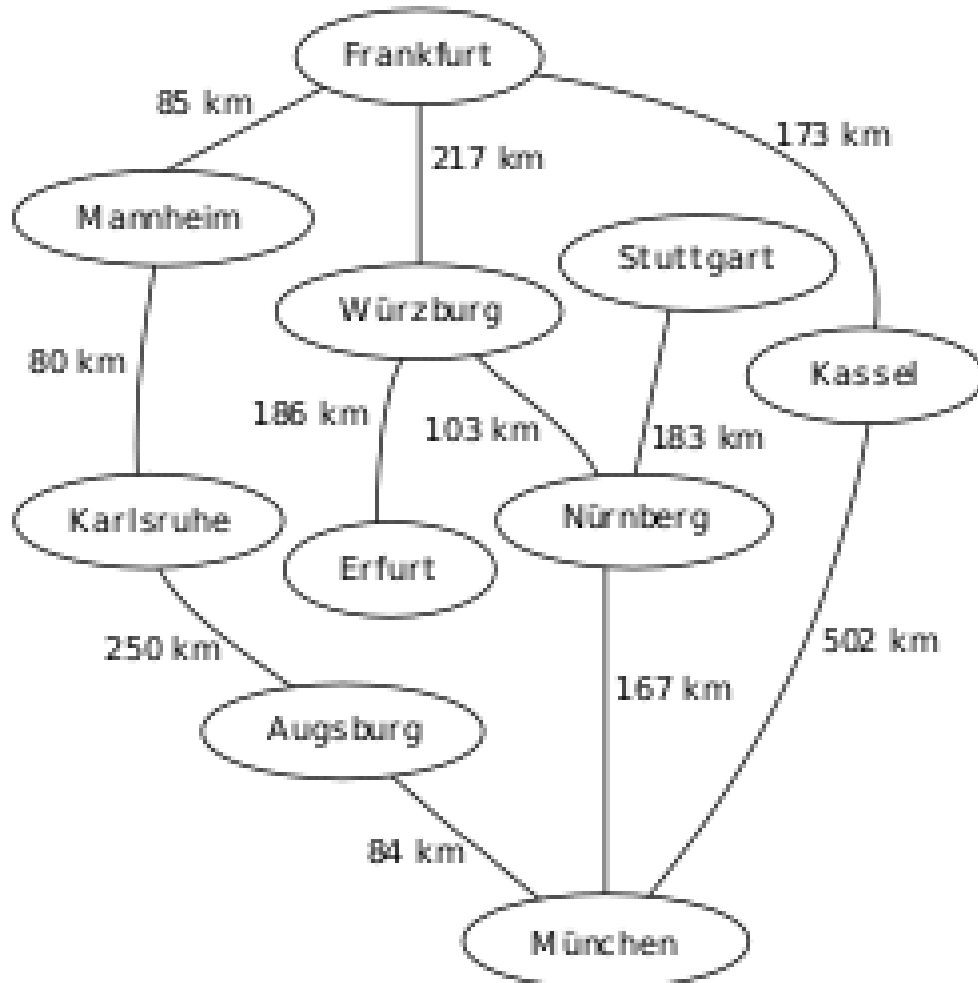 Frankfurt
85 km
173 km
217 km
Mannheim
Stuttgart
Würzburg
80 km
Kassel
186 km
103 km
183 km
Karlsruhe
Nürnberg
Erfurt
250 km
502 km
167 km
Augsburg
84 km
München